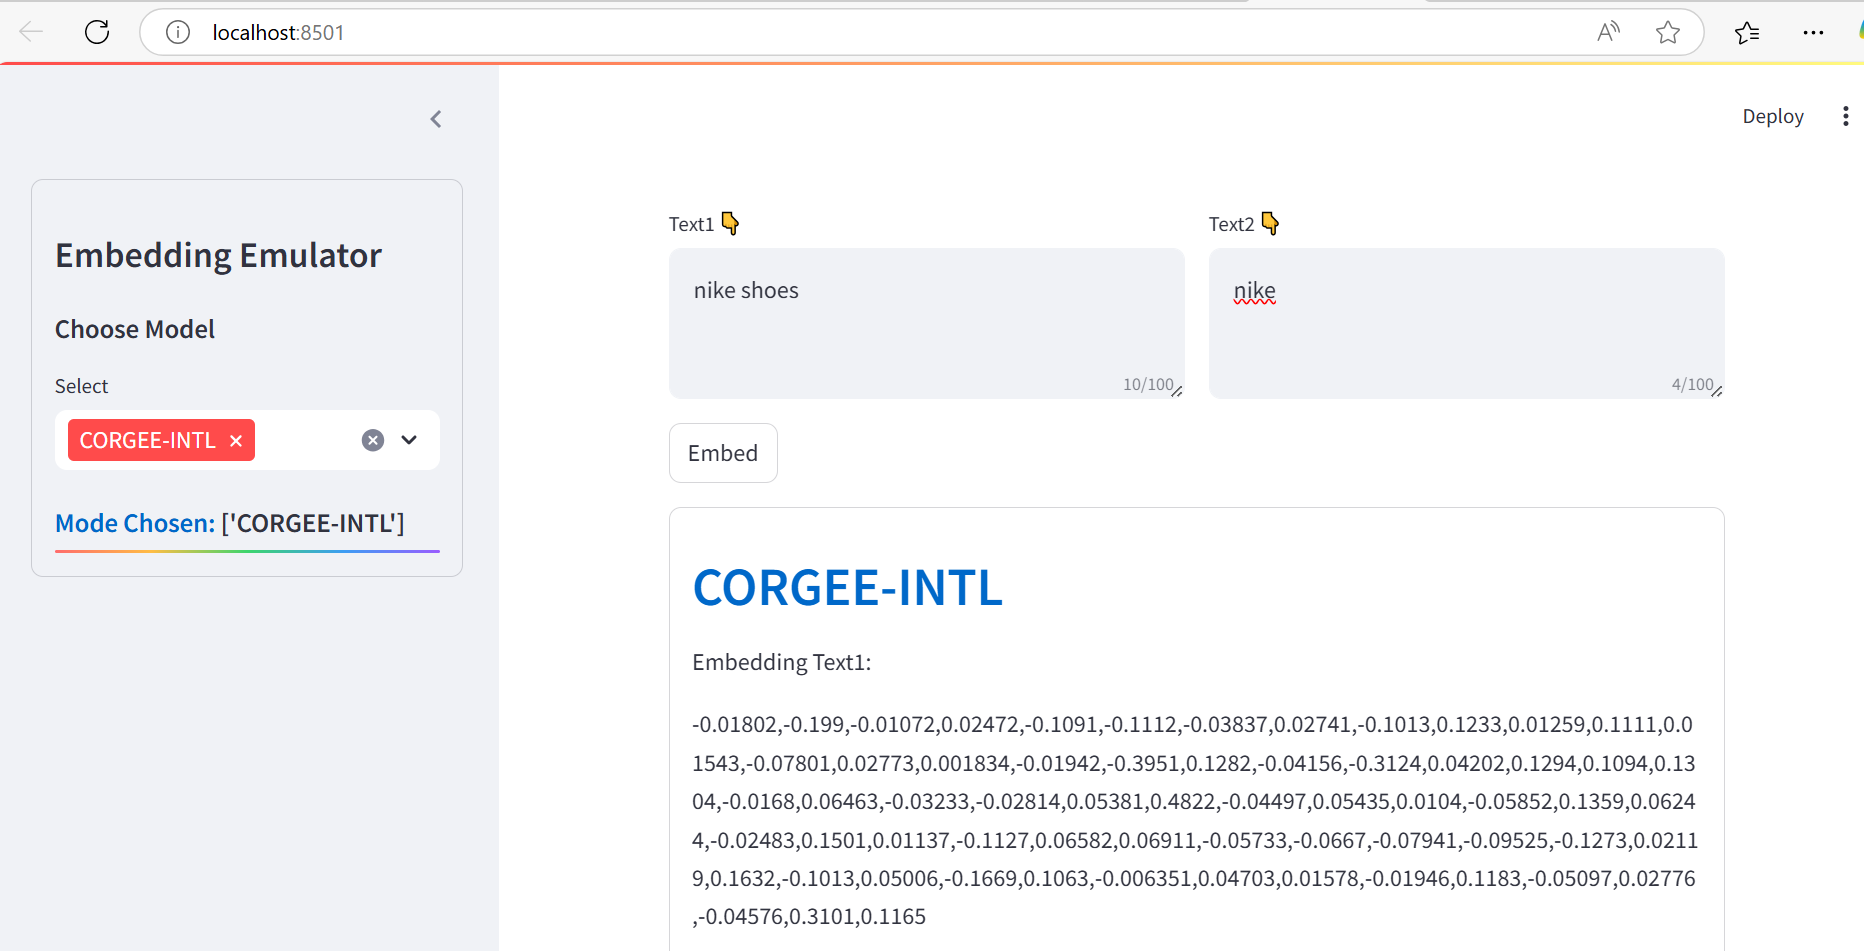 localhost:8501
Deploy
Embedding Emulator
Choose Model
Select
CORGEE-INTL
Mode Chosen: ['CORGEE-INTL']
Text1
nike shoes
10/100
Text2
nike
4/100
Embed
CORGEE-INTL
Embedding Text1:
-0.01802,-0.199,-0.01072,0.02472,-0.1091,-0.1112,-0.03837,0.02741,-0.1013,0.1233,0.01259,0.1111,0.0
1543,-0.07801,0.02773,0.001834,-0.01942,-0.3951,0.1282,-0.04156,-0.3124,0.04202,0.1294,0.1094,0.13
04,-0.0168,0.06463,-0.03233,-0.02814,0.05381,0.4822,-0.04497,0.05435,0.0104,-0.05852,0.1359,0.0624
4,-0.02483,0.1501,0.01137,-0.1127,0.06582,0.06911,-0.05733,-0.0667,-0.07941,-0.09525,-0.1273,0.0211
9,0.1632,-0.1013,0.05006,-0.1669,0.1063,-0.006351,0.04703,0.01578,-0.01946,0.1183,-0.05097,0.02776
,-0.04576,0.3101,0.1165